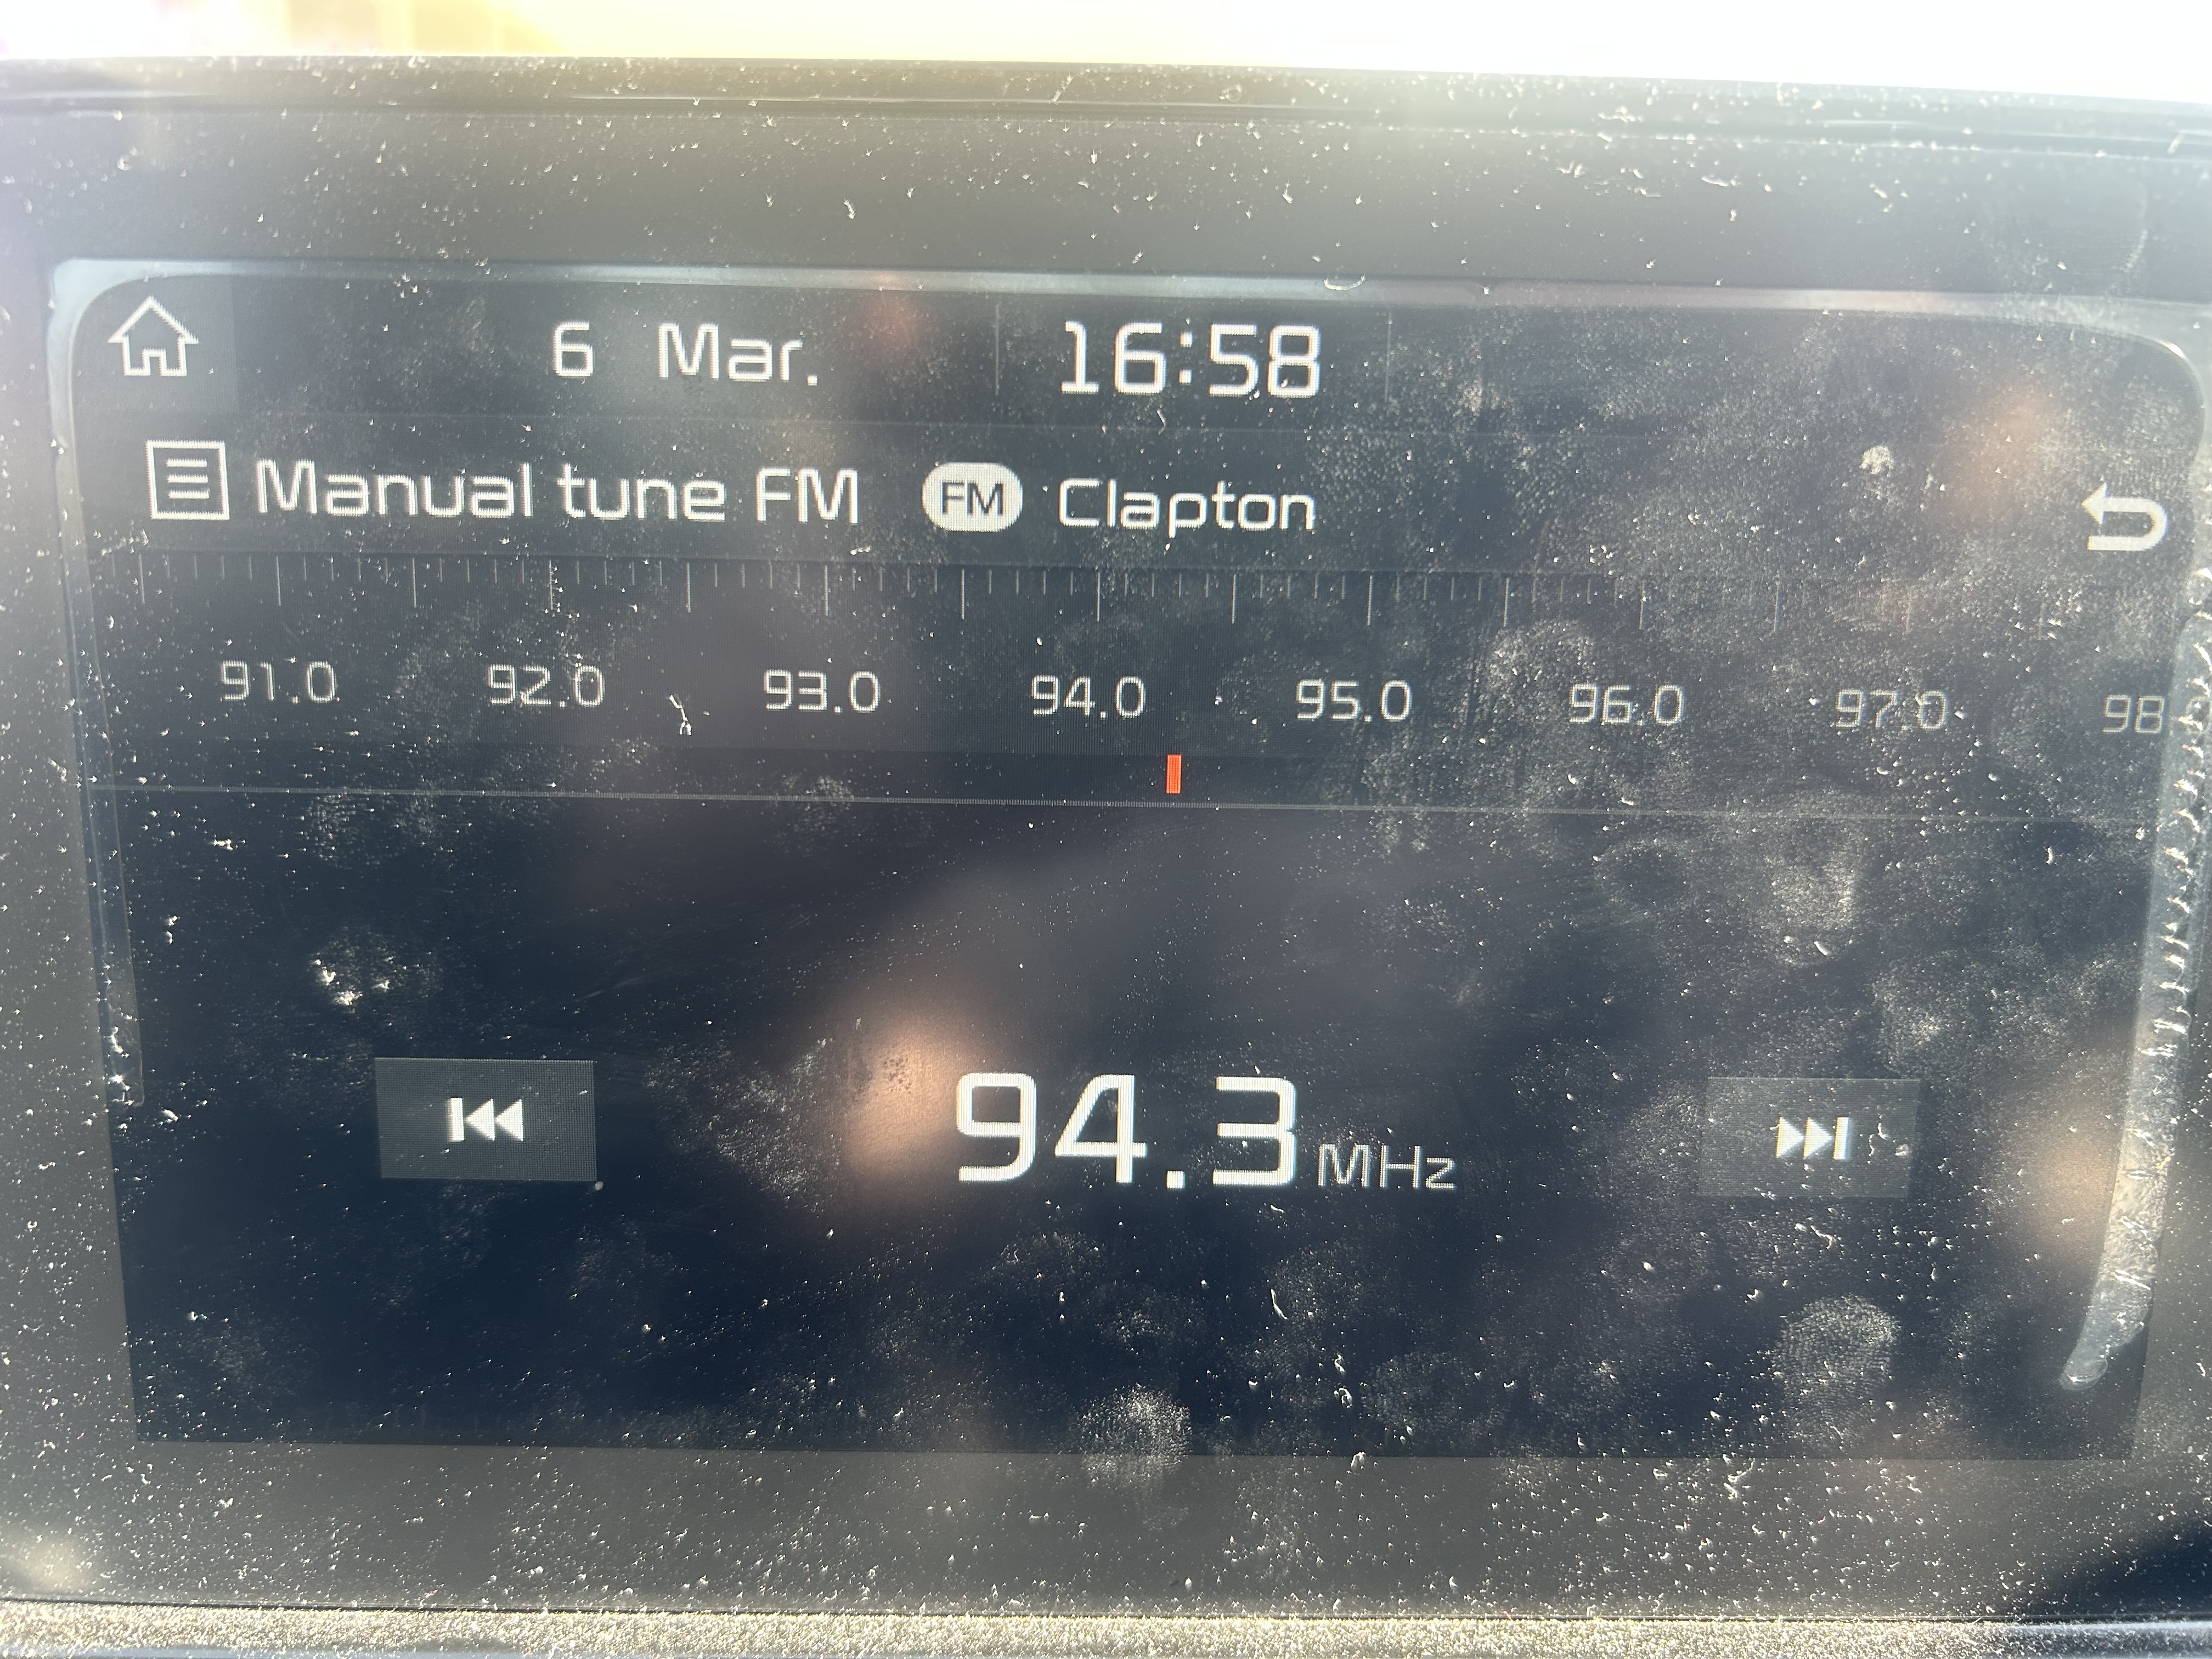 6 Mar. 16:58
Manual tune FM FM Clapton
91.0 92.0 93.0 94.0 95.0 96.0 97.0 98
94.3 MHz